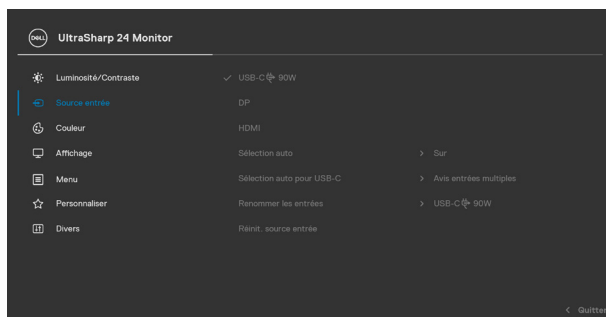 DELL UltraSharp 24 Monitor
Luminosité/Contraste USB-C 90W
Source entrée DP
Couleur HDMI
Affichage Sélection auto Sur
Menu Sélection auto pour USB-C Avis entrées multiples
Personnaliser Renommer les entrées USB-C 90W
Divers Réinit. source entrée
Quitter